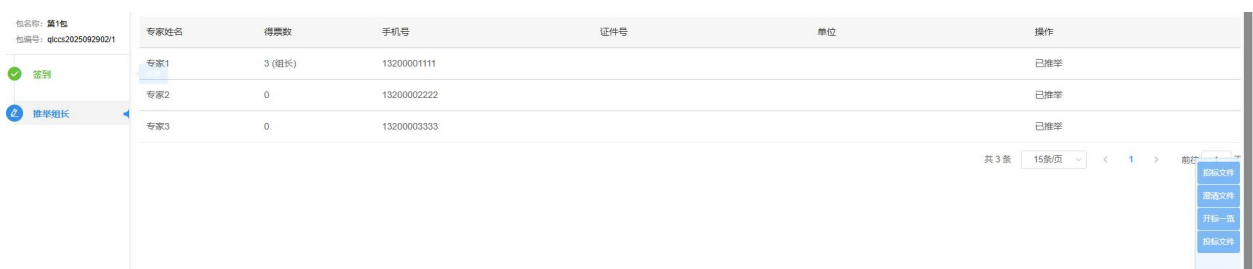 包名称：第1包
包编号：qlccs2025092902/1
签到
推举组长
专家姓名 得票数 手机号 证件号 单位 操作
专家1 3 (组长) 13200001111 已推举
专家2 0 13200002222 已推举
专家3 0 13200003333 已推举
共 3 条 15条/页 < 1 > 前往
招标文件
澄清文件
开标一览
投标文件